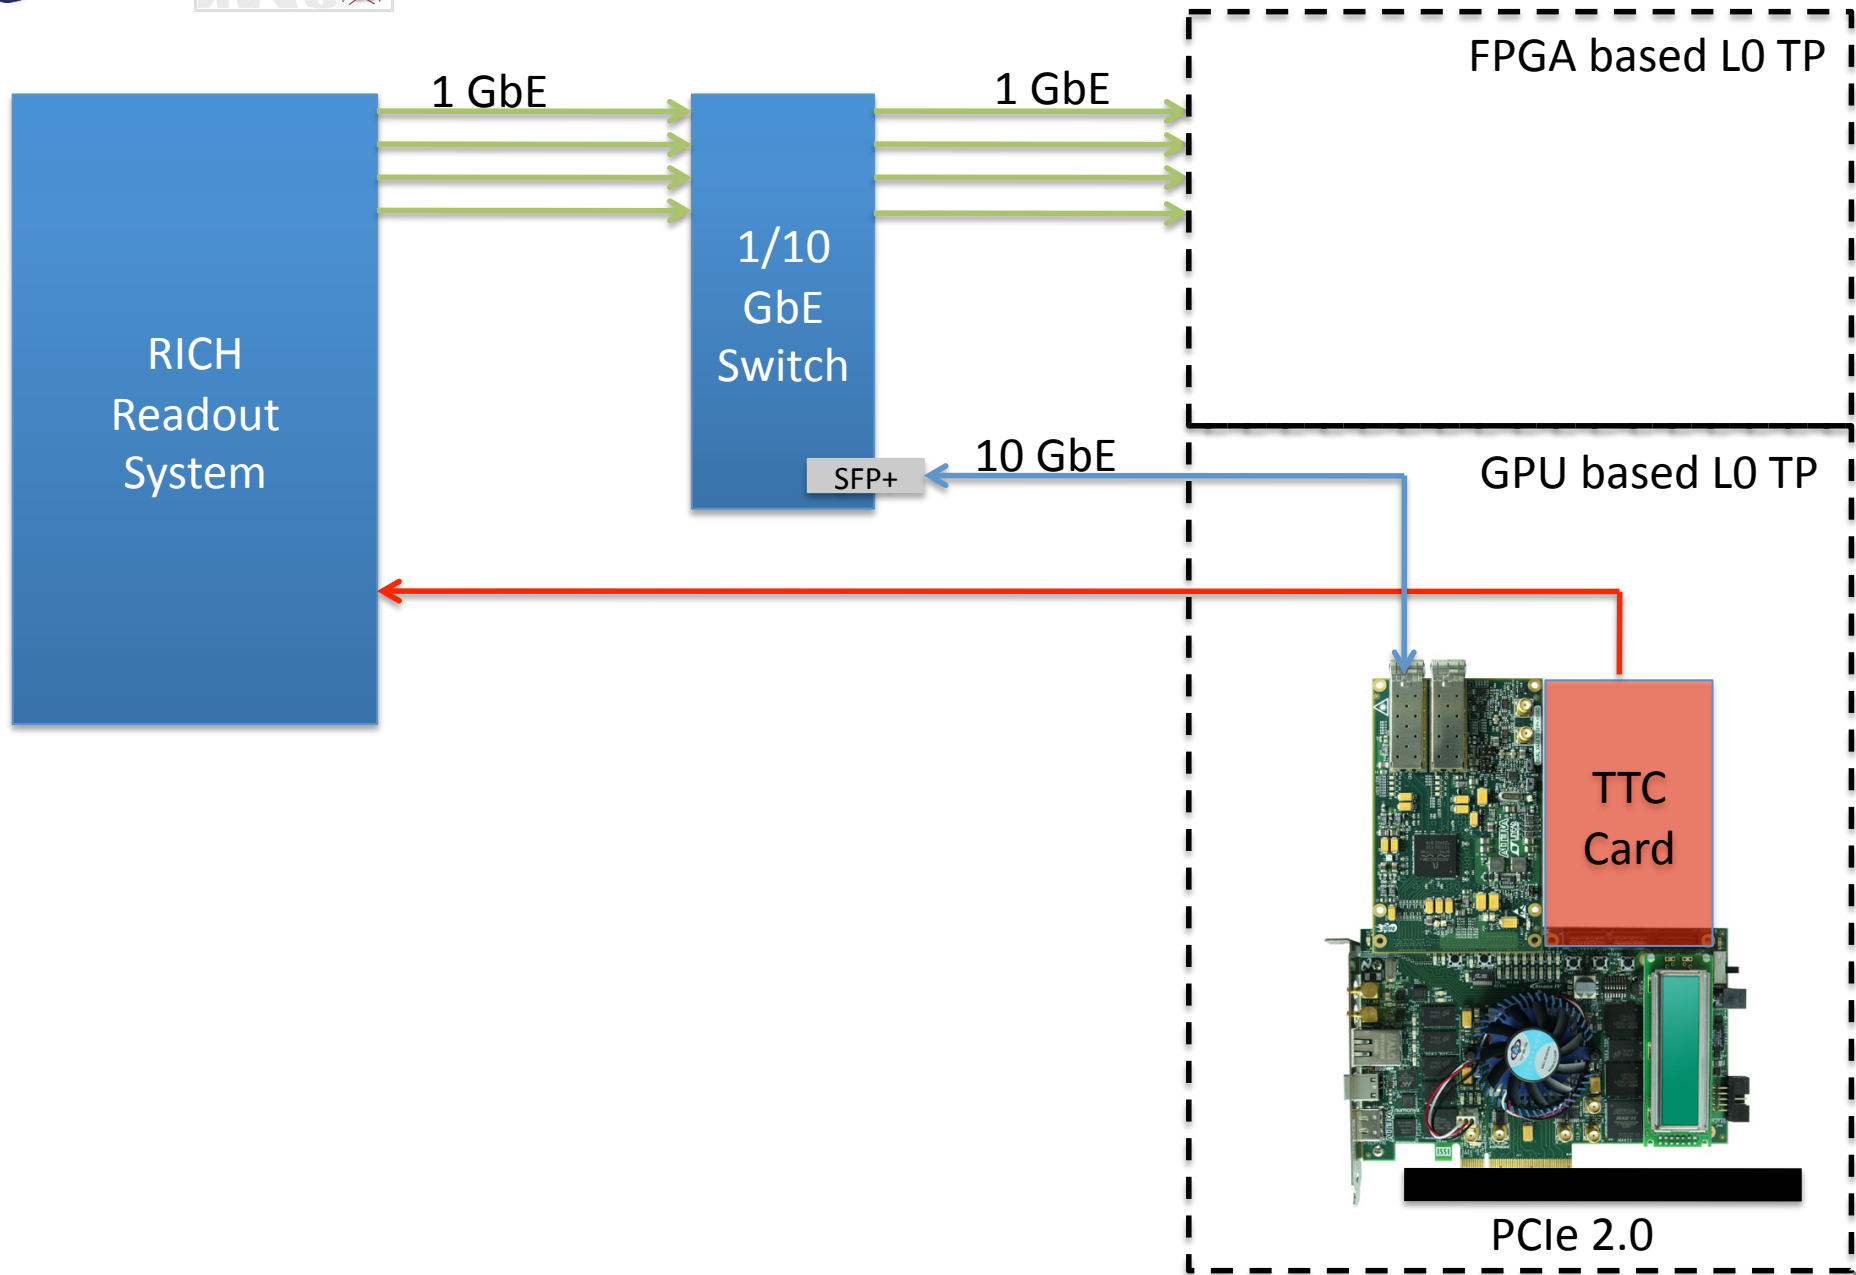 1 GbE
1 GbE
FPGA based L0 TP
1/10
GbE
Switch
RICH
Readout
System
SFP+
10 GbE
GPU based L0 TP
TTC
Card
PCIe 2.0